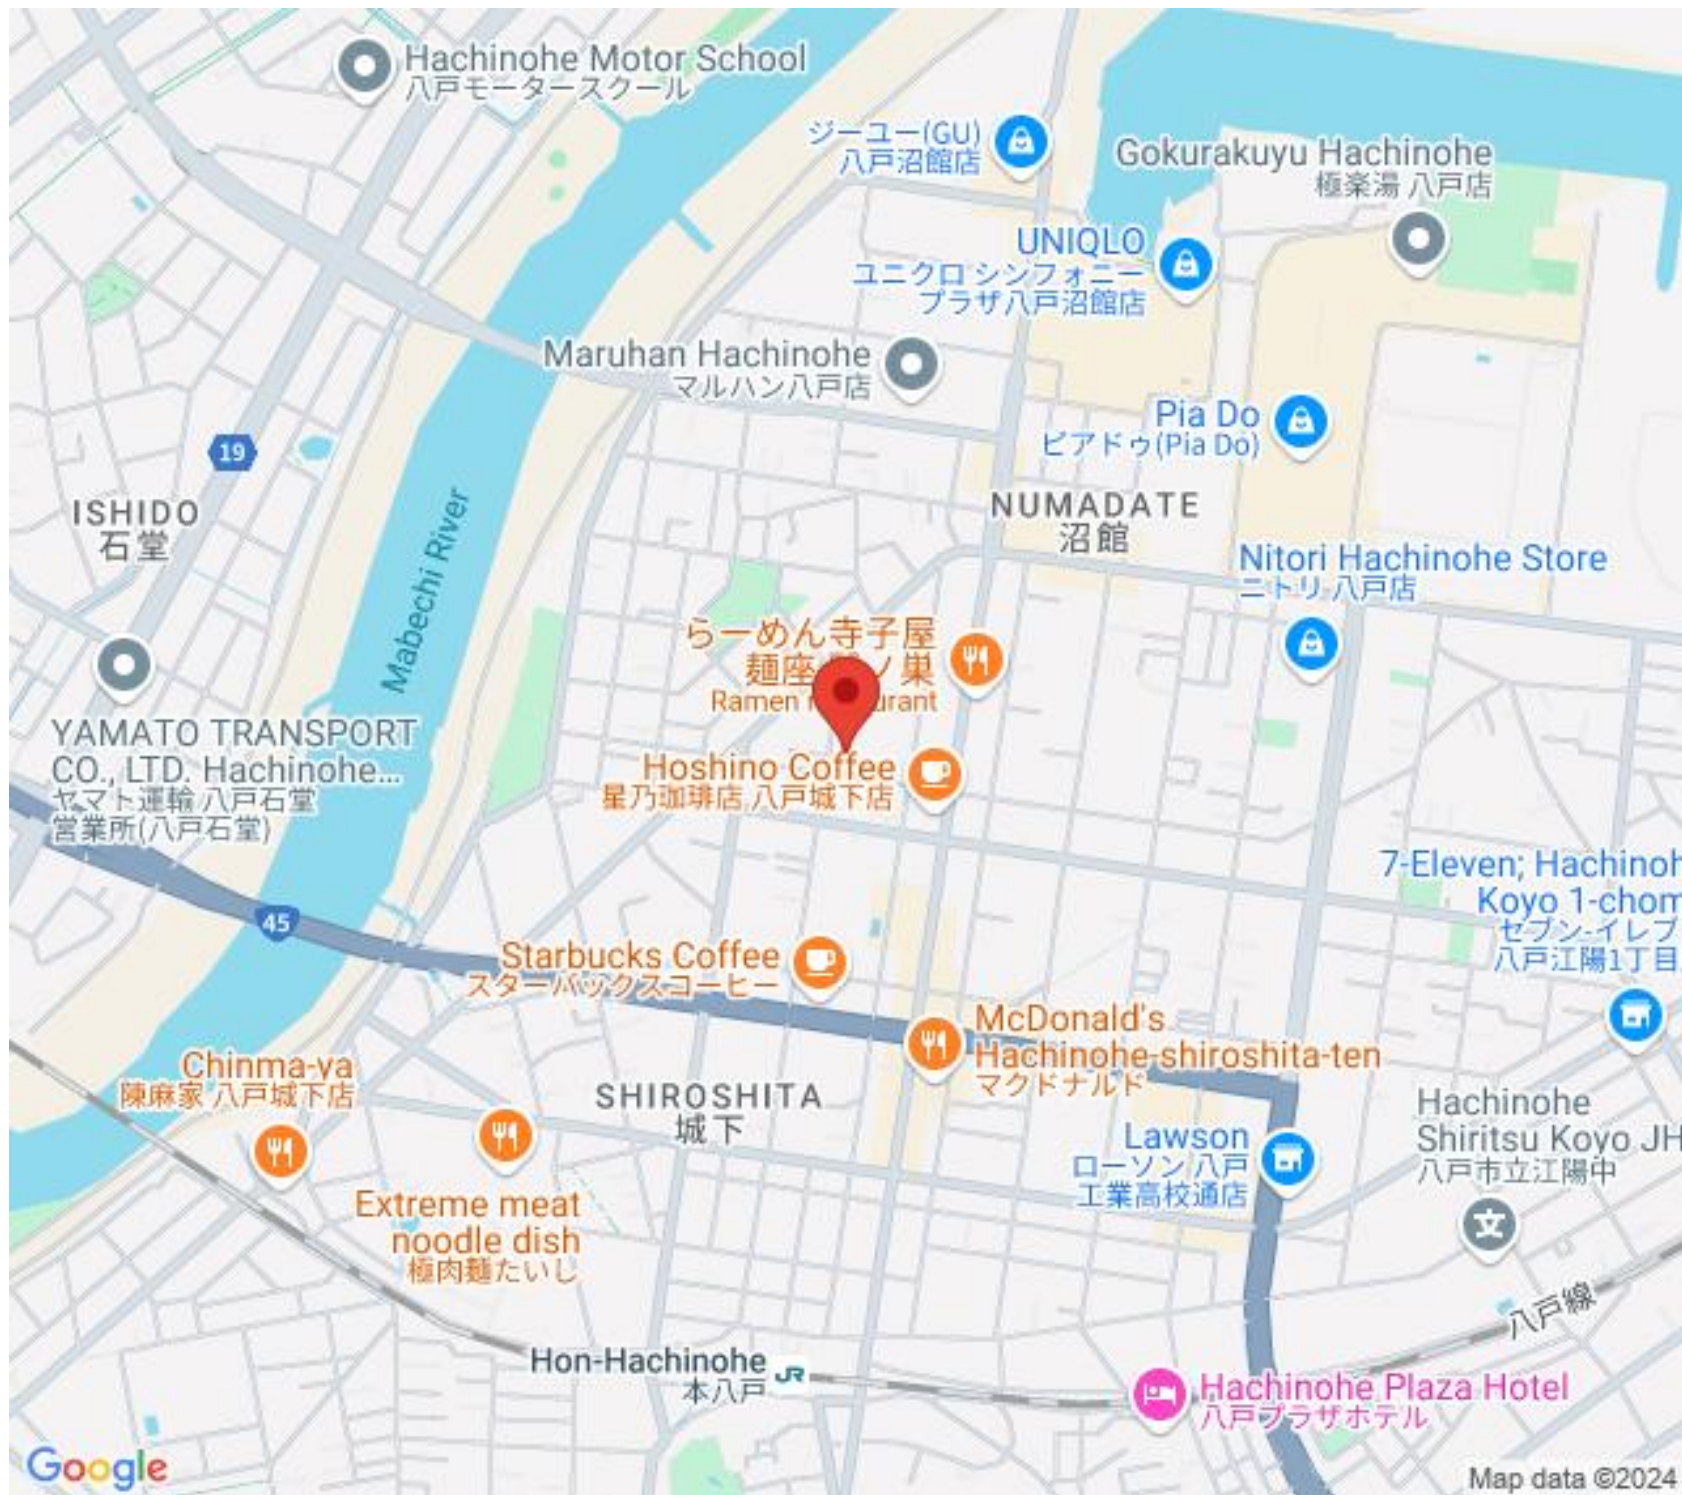 Hachinohe Motor School
八戸モータースクール
ジーユー(GU)
八戸沼館店
Gokurakuyu Hachinohe
極楽湯 八戸店
UNIQLO
ユニクロ シンフォニー
プラザ八戸沼館店
Maruhan Hachinohe
マルハン八戸店
Pia Do
ピアドゥ(Pia Do)
19
ISHIDO
石堂
Mabechi River
NUMADATE
沼館
Nitori Hachinohe Store
ニトリ 八戸店
らーめん寺子屋
麺座 ノ巣
Ramen
YAMATO TRANSPORT
CO., LTD. Hachinohe...
ヤマト運輸 八戸石堂
営業所(八戸石堂)
Hoshino Coffee
星乃珈琲店 八戸城下店
7-Eleven; Hachinoh
Koyo 1-chom
セブン-イレブ
八戸江陽1丁目
45
Starbucks Coffee
スターバックスコーヒー
McDonald's
Hachinohe-shiroshita-ten
マクドナルド
Chinma-ya
陳麻家 八戸城下店
SHIROSHITA
城下
Hachinohe
Shiritsu Koyo JH
八戸市立江陽中
文
Lawson
ローソン 八戸
工業高校通店
Extreme meat
noodle dish
極肉麺たいし
八戸線
Hon-Hachinohe
本八戸
JR
Hachinohe Plaza Hotel
八戸プラザホテル
Google
Map data ©2024